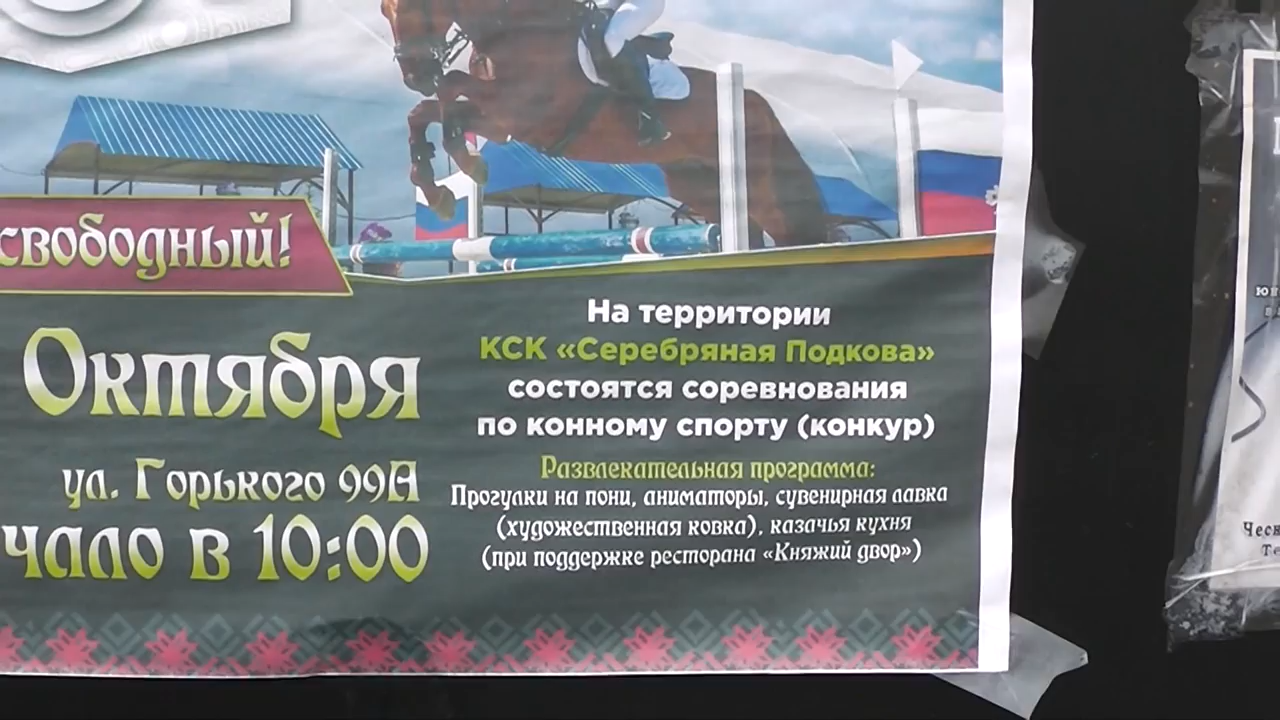 свободный!
Октября
ул. Горького 99А
чало в 10:00
На территории
КСК «Серебряная Подкова»
состоятся соревнования
по конному спорту (конкур)
Развлекательная программа:
Прогулки на пони, аниматоры, сувенирная лавка
(художественная ковка), казачья кухня
(при поддержке ресторана «Княжий двор»)